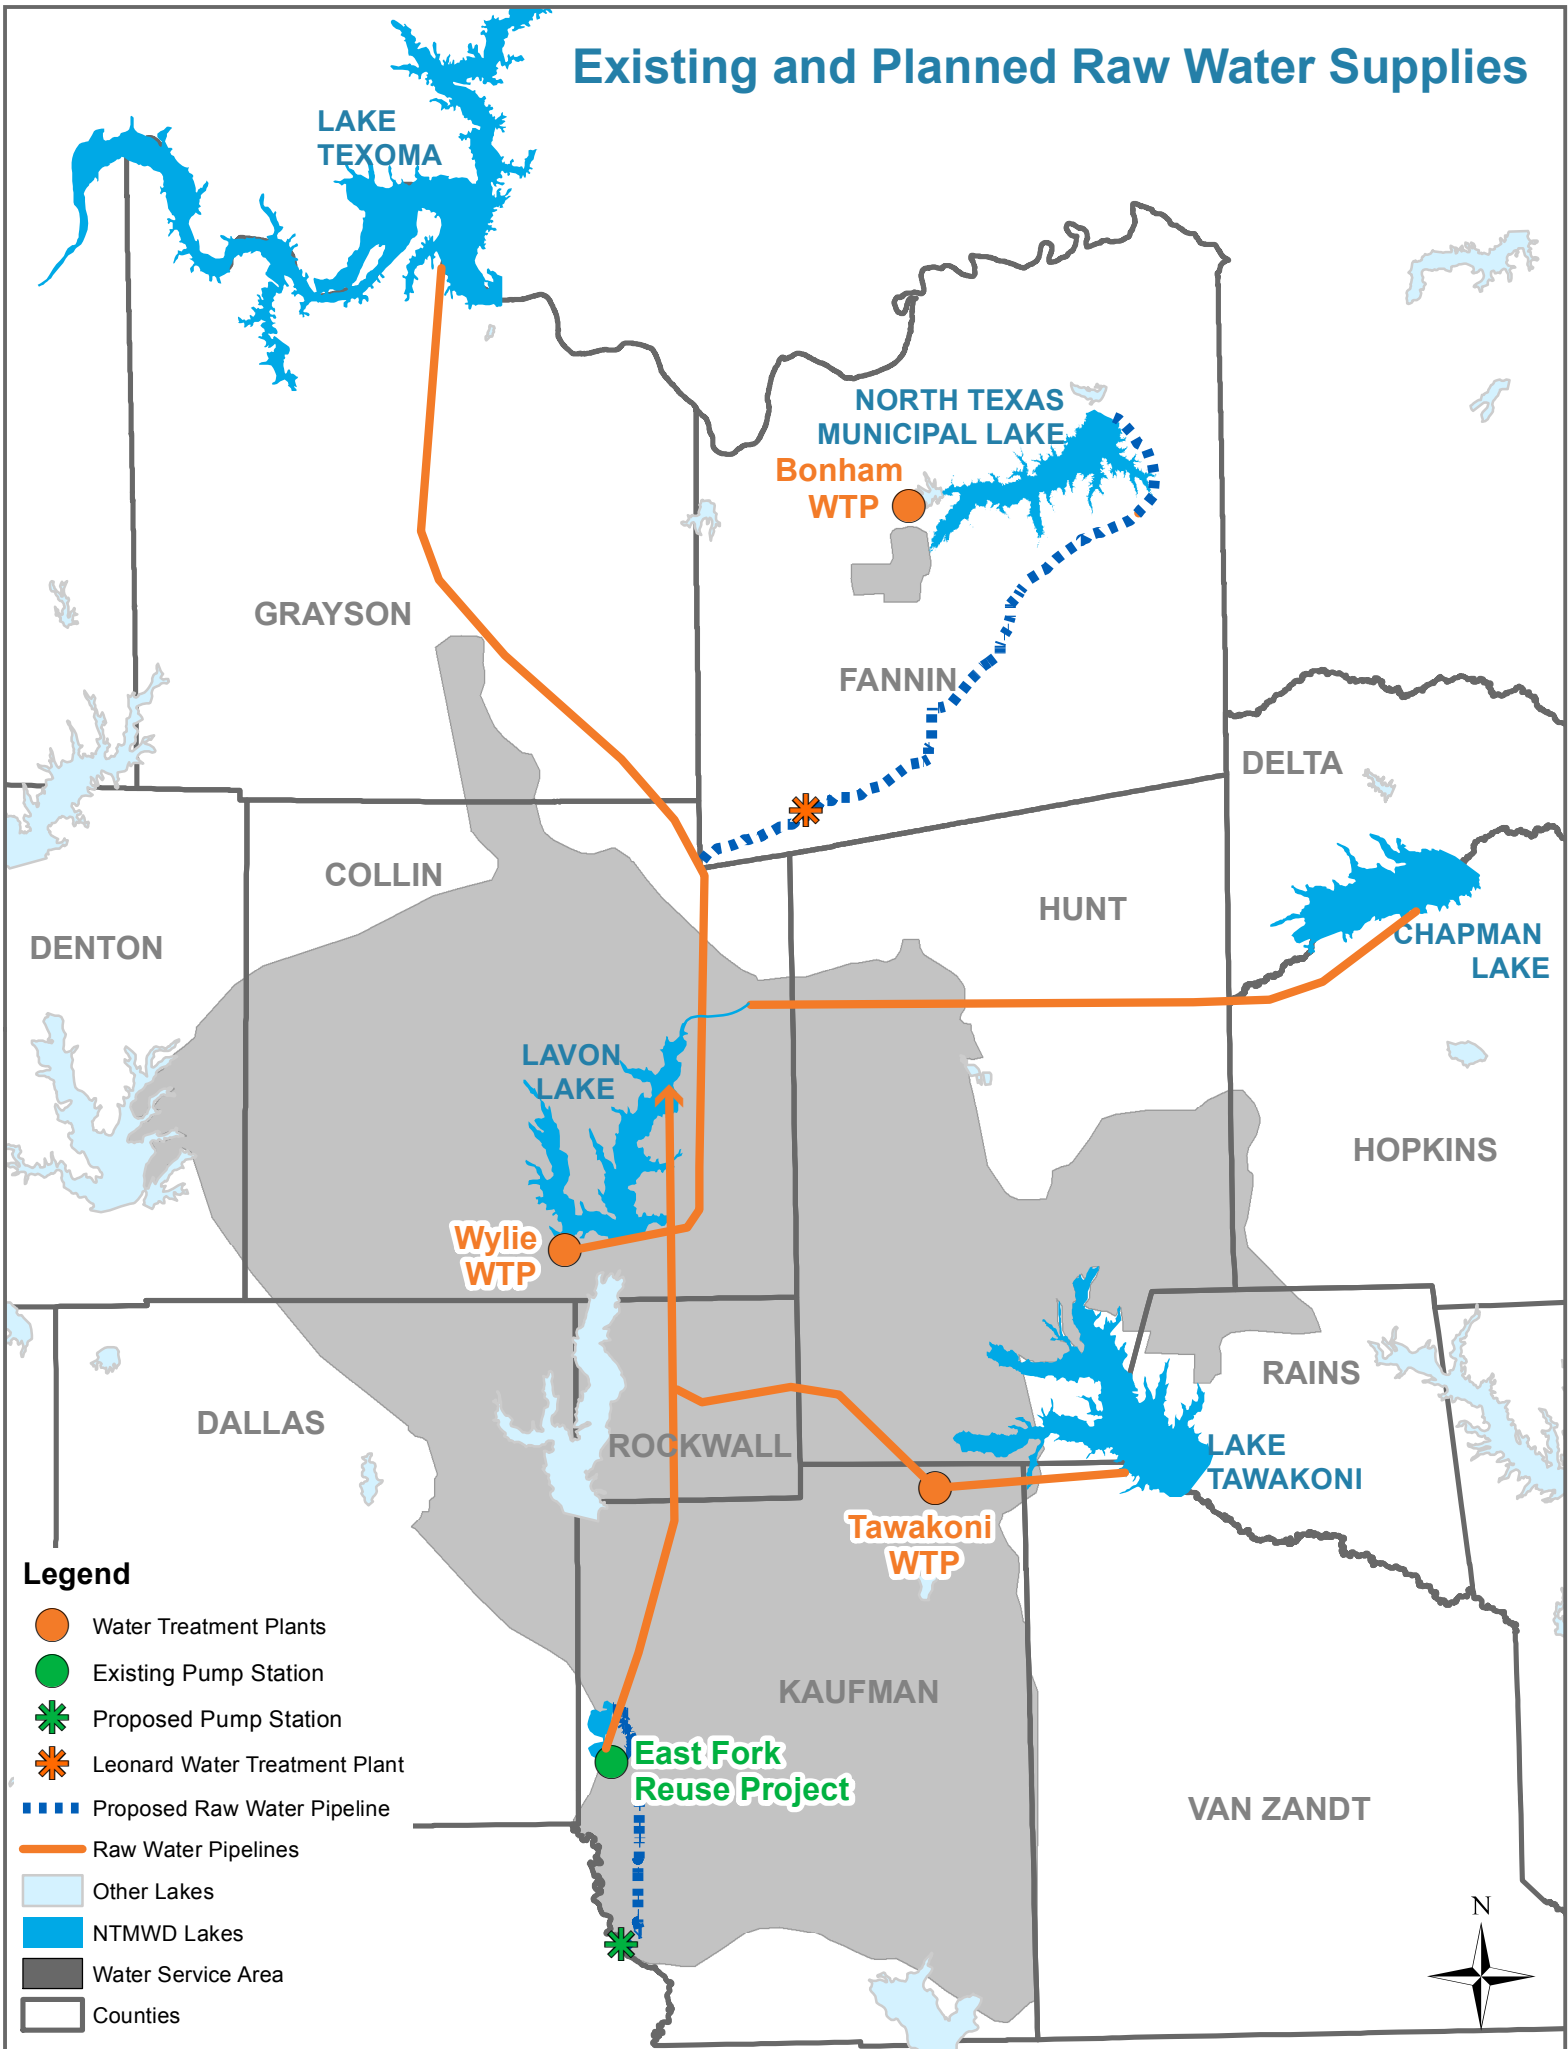 Existing and Planned Raw Water Supplies
LAKE
TEXOMA
NORTH TEXAS
MUNICIPAL LAKE
Bonham
WTP
GRAYSON
FANNIN
DELTA
COLLIN
HUNT
DENTON
CHAPMAN
LAKE
LAVON
LAKE
HOPKINS
Wylie
WTP
RAINS
DALLAS
ROCKWALL
LAKE
TAWAKONI
Tawakoni
WTP
KAUFMAN
East Fork
Reuse Project
VAN ZANDT
Legend
Water Treatment Plants
Existing Pump Station
Proposed Pump Station
Leonard Water Treatment Plant
Proposed Raw Water Pipeline
Raw Water Pipelines
Other Lakes
NTMWD Lakes
Water Service Area
Counties
N